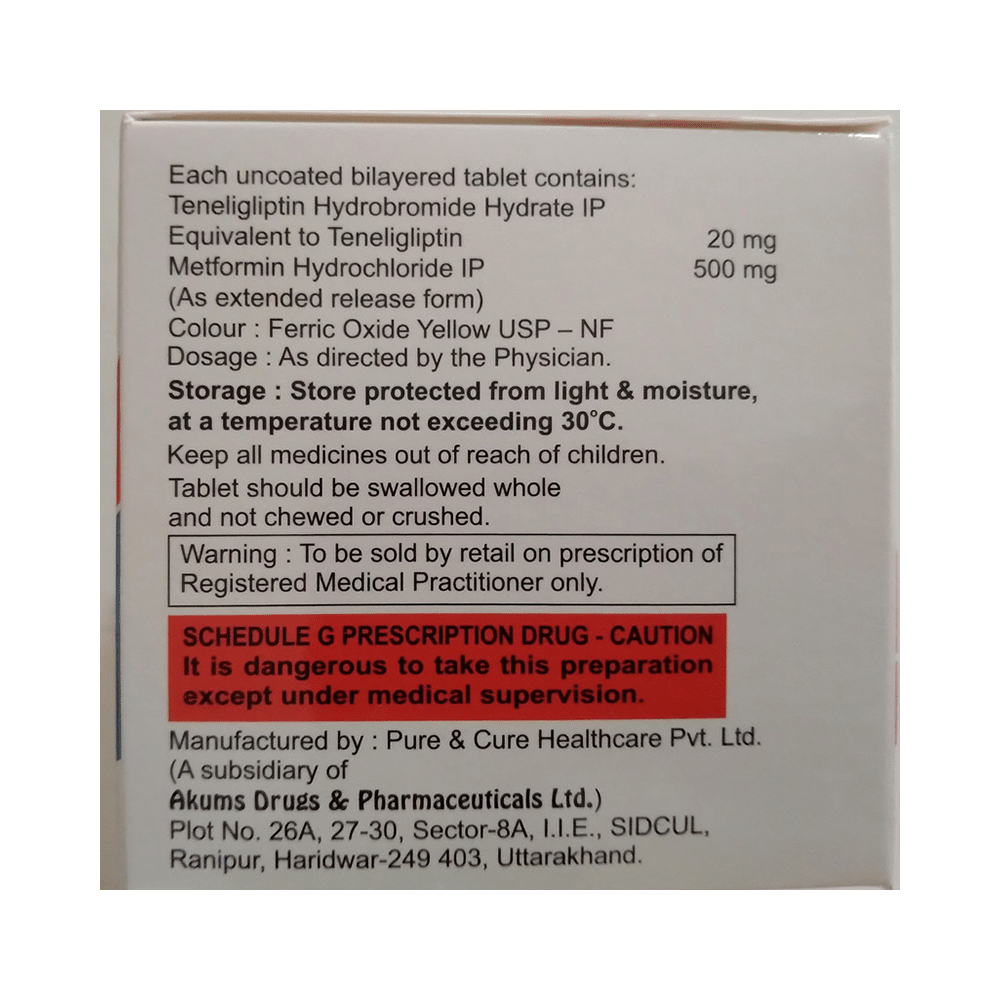 Each uncoated bilayered tablet contains:
Teneligliptin Hydrobromide Hydrate IP
Equivalent to Teneligliptin 20 mg
Metformin Hydrochloride IP 500 mg
(As extended release form)
Colour : Ferric Oxide Yellow USP – NF
Dosage : As directed by the Physician.
Storage : Store protected from light & moisture,
at a temperature not exceeding 30°C.
Keep all medicines out of reach of children.
Tablet should be swallowed whole
and not chewed or crushed.
Warning : To be sold by retail on prescription of
Registered Medical Practitioner only.
SCHEDULE G PRESCRIPTION DRUG - CAUTION
It is dangerous to take this preparation
except under medical supervision.
Manufactured by : Pure & Cure Healthcare Pvt. Ltd.
(A subsidiary of
Akums Drugs & Pharmaceuticals Ltd.)
Plot No. 26A, 27-30, Sector-8A, I.I.E., SIDCUL,
Ranipur, Haridwar-249 403, Uttarakhand.